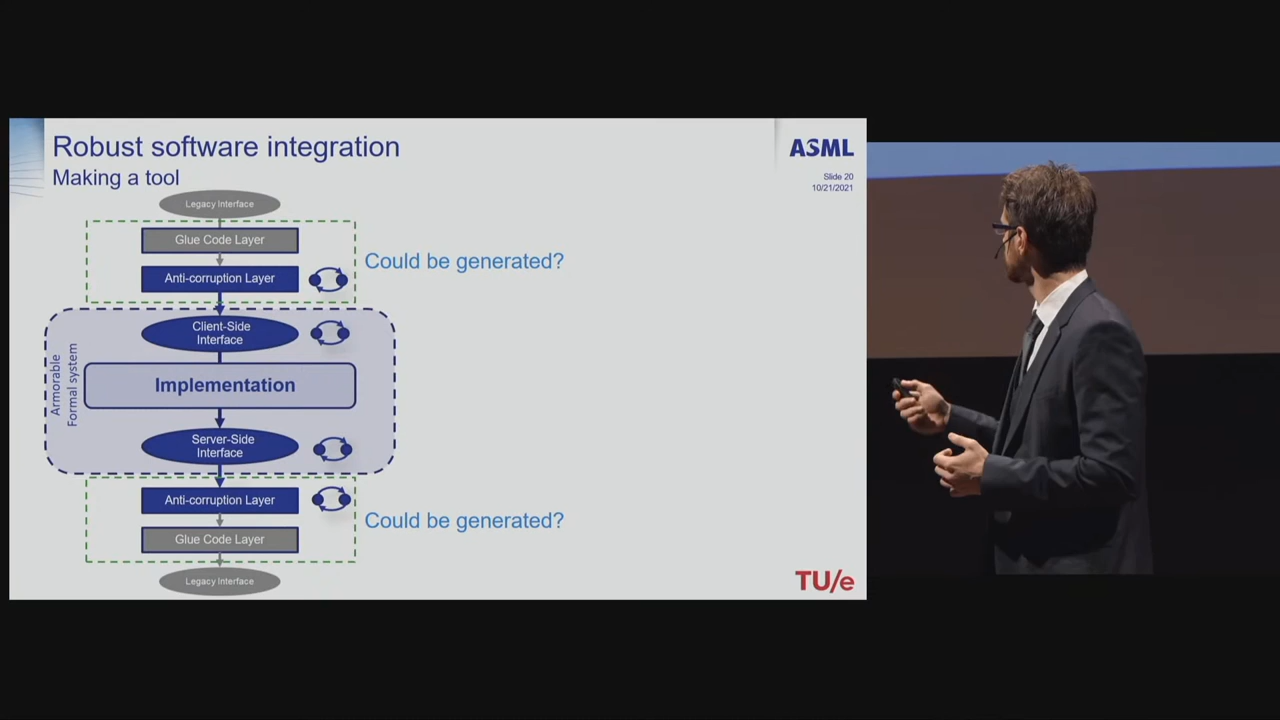 Robust software integration
Making a tool
ASML
Slide 20
10/21/2021
Legacy Interface
Glue Code Layer
Anti-corruption Layer
Could be generated?
Client-Side
Interface
Armorable
Formal system
Implementation
Server-Side
Interface
Anti-corruption Layer
Glue Code Layer
Could be generated?
Legacy Interface
TU/e